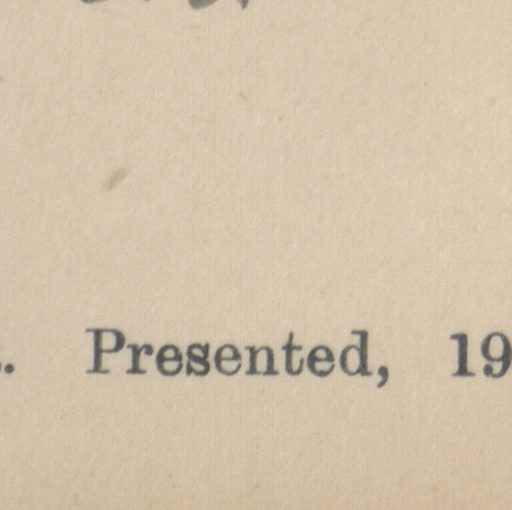 . Presented, 19